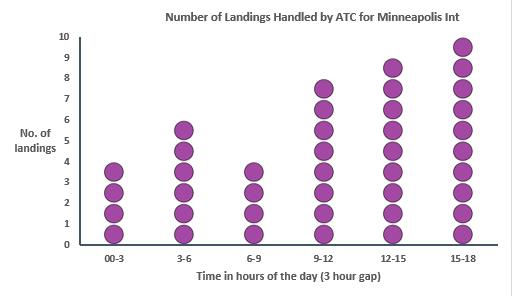 Number of Landings Handled by ATC for Minneapolis Int
10
9
8
7
6
5
4
3
2
1
0
No. of
landings
00-3 3-6 6-9 9-12 12-15 15-18
Time in hours of the day (3 hour gap)